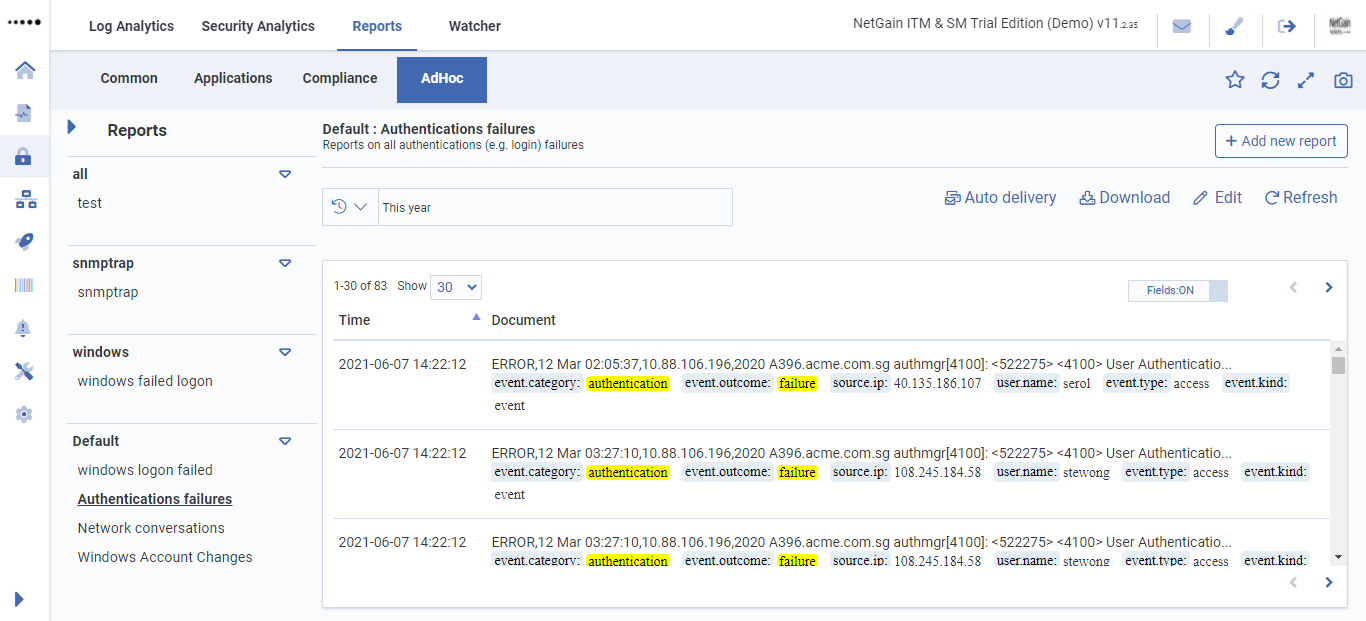 Log Analytics Security Analytics Reports Watcher NetGain ITM & SM Trial Edition (Demo) v11.2.35 NetGain
Common Applications Compliance AdHoc
Reports
all
test
snmptrap
snmptrap
windows
windows failed logon
Default
windows logon failed
Authentications failures
Network conversations
Windows Account Changes
Default : Authentications failures
Reports on all authentications (e.g. login) failures
+ Add new report
This year
Auto delivery Download Edit Refresh
1-30 of 83 Show 30 Fields:ON
Time Document
2021-06-07 14:22:12 ERROR,12 Mar 02:05:37,10.88.106.196,2020 A396.acme.com.sg authmgr[4100]: <522275> <4100> User Authenticatio...
event.category: authentication event.outcome: failure source.ip: 40.135.186.107 user.name: serol event.type: access event.kind:
event
2021-06-07 14:22:12 ERROR,12 Mar 03:27:10,10.88.106.196,2020 A396.acme.com.sg authmgr[4100]: <522275> <4100> User Authenticatio...
event.category: authentication event.outcome: failure source.ip: 108.245.184.58 user.name: stewong event.type: access event.kind:
event
2021-06-07 14:22:12 ERROR,12 Mar 03:27:10,10.88.106.196,2020 A396.acme.com.sg authmgr[4100]: <522275> <4100> User Authenticatio...
event.category: authentication event.outcome: failure source.ip: 108.245.184.58 user.name: stewong event.type: access event.kind: